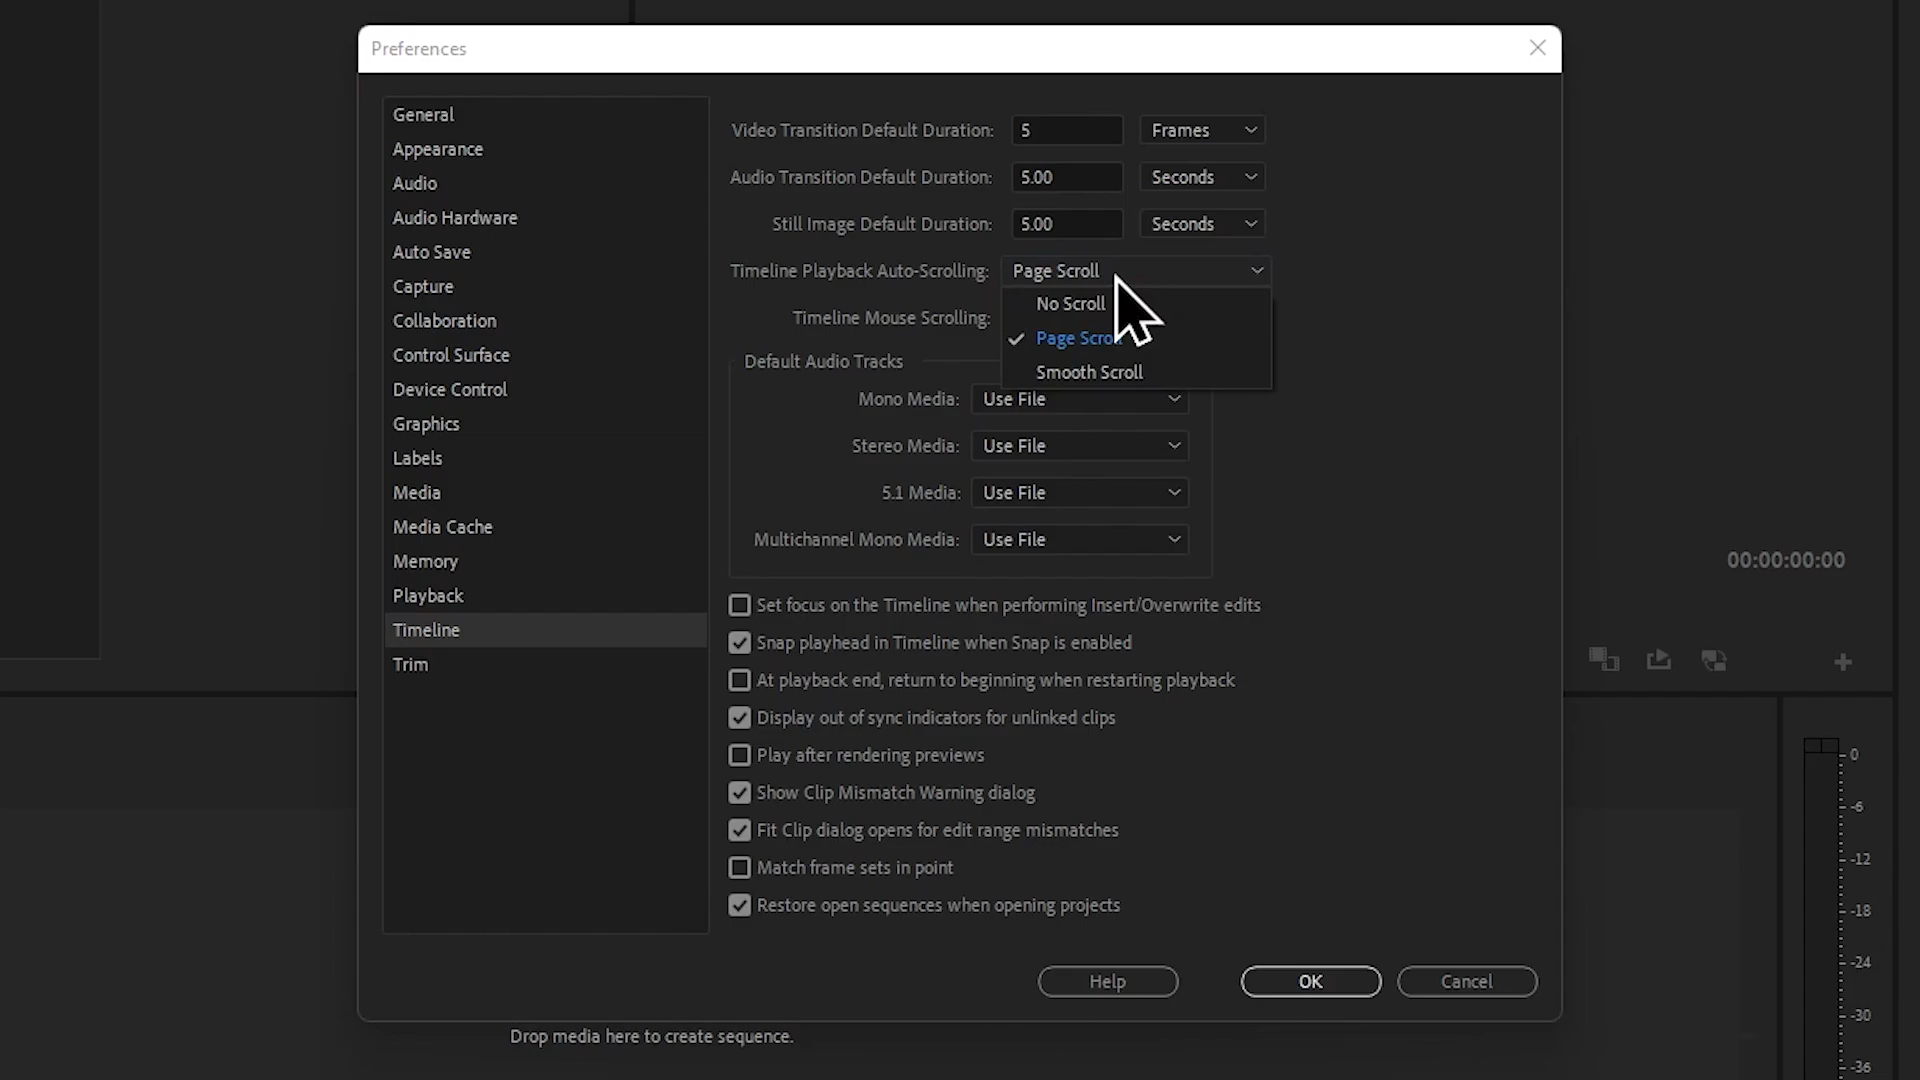 Preferences
General
Appearance
Audio
Audio Hardware
Auto Save
Capture
Collaboration
Control Surface
Device Control
Graphics
Labels
Media
Media Cache
Memory
Playback
Timeline
Trim
Video Transition Default Duration: 5 Frames
Audio Transition Default Duration: 5.00 Seconds
Still Image Default Duration: 5.00 Seconds
Timeline Playback Auto-Scrolling: Page Scroll
No Scroll
Page Scro
Smooth Scroll
Timeline Mouse Scrolling:
Default Audio Tracks
Mono Media: Use File
Stereo Media: Use File
5.1 Media: Use File
Multichannel Mono Media: Use File
Set focus on the Timeline when performing Insert/Overwrite edits
Snap playhead in Timeline when Snap is enabled
At playback end, return to beginning when restarting playback
Display out of sync indicators for unlinked clips
Play after rendering previews
Show Clip Mismatch Warning dialog
Fit Clip dialog opens for edit range mismatches
Match frame sets in point
Restore open sequences when opening projects
Help OK Cancel
Drop media here to create sequence.
00:00:00:00
0
-6
-12
-18
-24
-30
-36